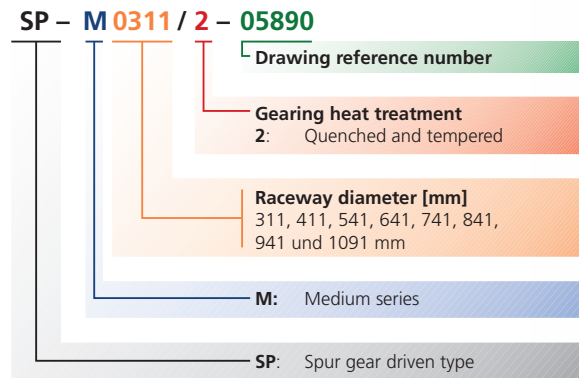 SP – M 0311 / 2 – 05890
Drawing reference number
Gearing heat treatment
2: Quenched and tempered
Raceway diameter [mm]
311, 411, 541, 641, 741, 841,
941 und 1091 mm
M: Medium series
SP: Spur gear driven type